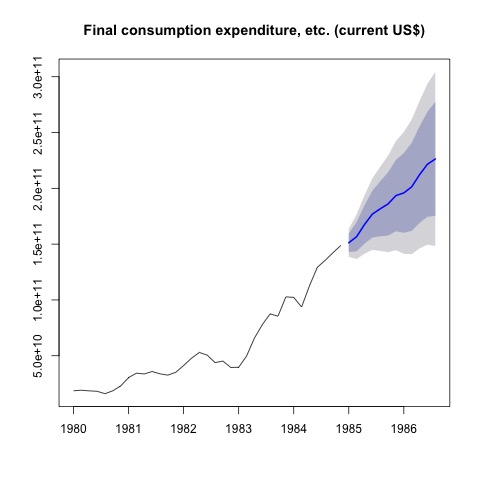 Final consumption expenditure, etc. (current US$)
3.0e+11
2.5e+11
2.0e+11
1.5e+11
1.0e+11
5.0e+10
1980 1981 1982 1983 1984 1985 1986